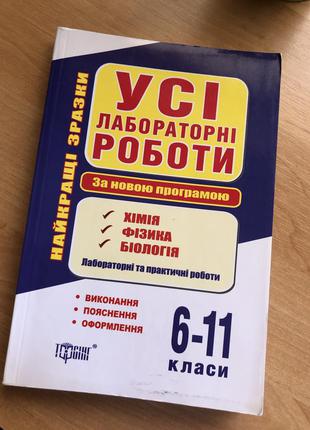 НАЙКРАЩІ ЗРАЗКИ
УСІ
ЛАБОРАТОРНІ
РОБОТИ
За новою програмою
ХІМІЯ
ФІЗИКА
БІОЛОГІЯ
Лабораторні та практичні роботи
• ВИКОНАННЯ
• ПОЯСНЕННЯ
• ОФОРМЛЕННЯ
6-11
класи
ТОРСІНГ®